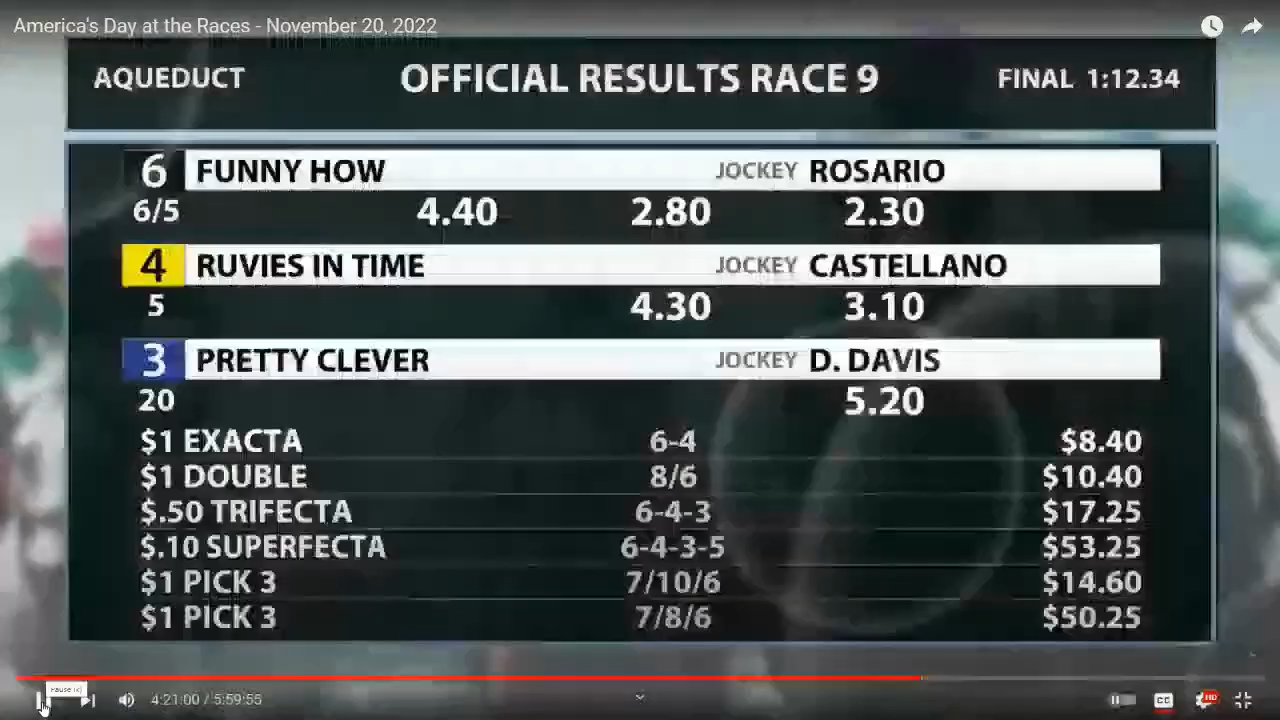 America's Day at the Races - November 20, 2022
AQUEDUCT OFFICIAL RESULTS RACE 9 FINAL 1:12.34
6 FUNNY HOW JOCKEY ROSARIO
6/5 4.40 2.80 2.30
4 RUVIES IN TIME JOCKEY CASTELLANO
5 4.30 3.10
3 PRETTY CLEVER JOCKEY D. DAVIS
20 5.20
$1 EXACTA 6-4 $8.40
$1 DOUBLE 8/6 $10.40
$.50 TRIFECTA 6-4-3 $17.25
$.10 SUPERFECTA 6-4-3-5 $53.25
$1 PICK 3 7/10/6 $14.60
$1 PICK 3 7/8/6 $50.25
Pause (k)
4:21:00 / 5:59:55 CC HD